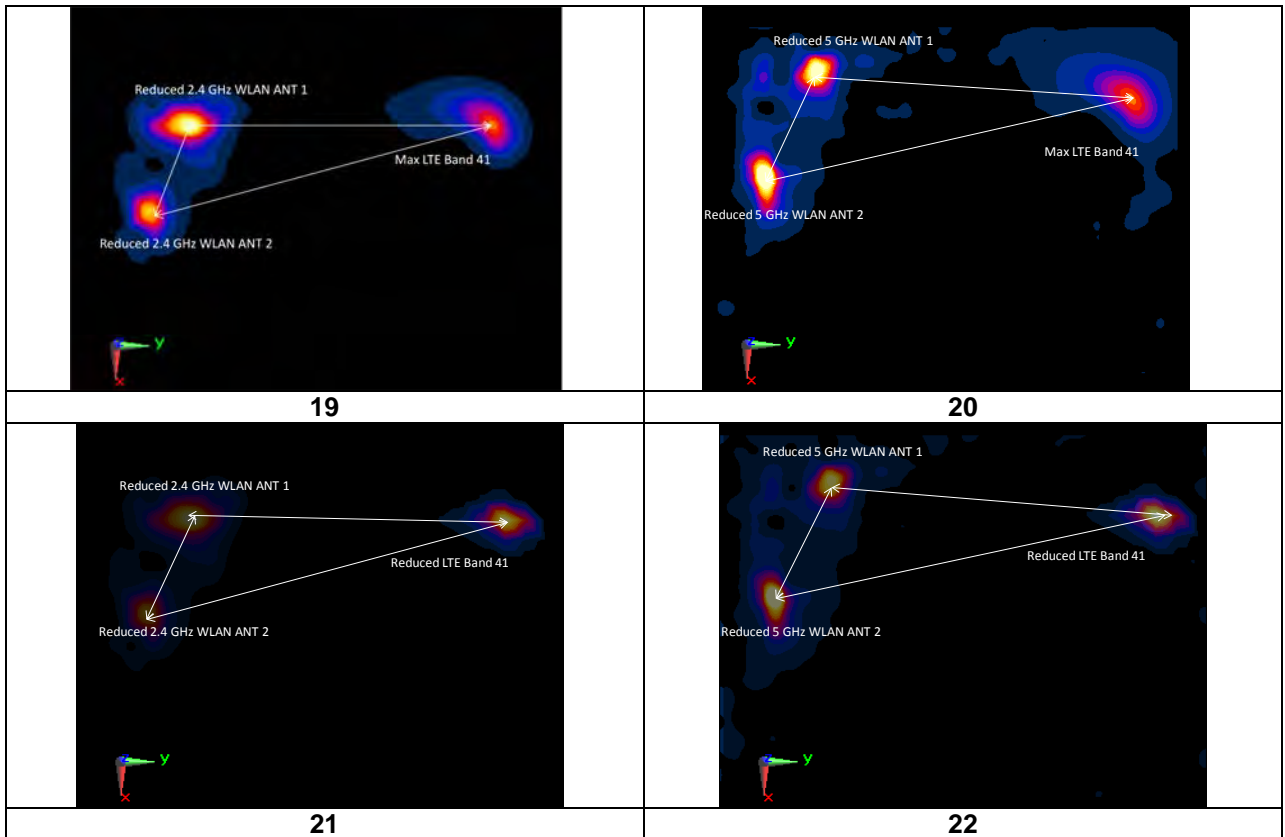 Reduced 2.4 GHz WLAN ANT 1
Max LTE Band 41
Reduced 2.4 GHz WLAN ANT 2
z
y
x
Reduced 5 GHz WLAN ANT 1
Max LTE Band 41
Reduced 5 GHz WLAN ANT 2
z
y
x
19
20
Reduced 2.4 GHz WLAN ANT 1
Reduced LTE Band 41
Reduced 2.4 GHz WLAN ANT 2
z
y
x
Reduced 5 GHz WLAN ANT 1
Reduced LTE Band 41
Reduced 5 GHz WLAN ANT 2
z
y
x
21
22